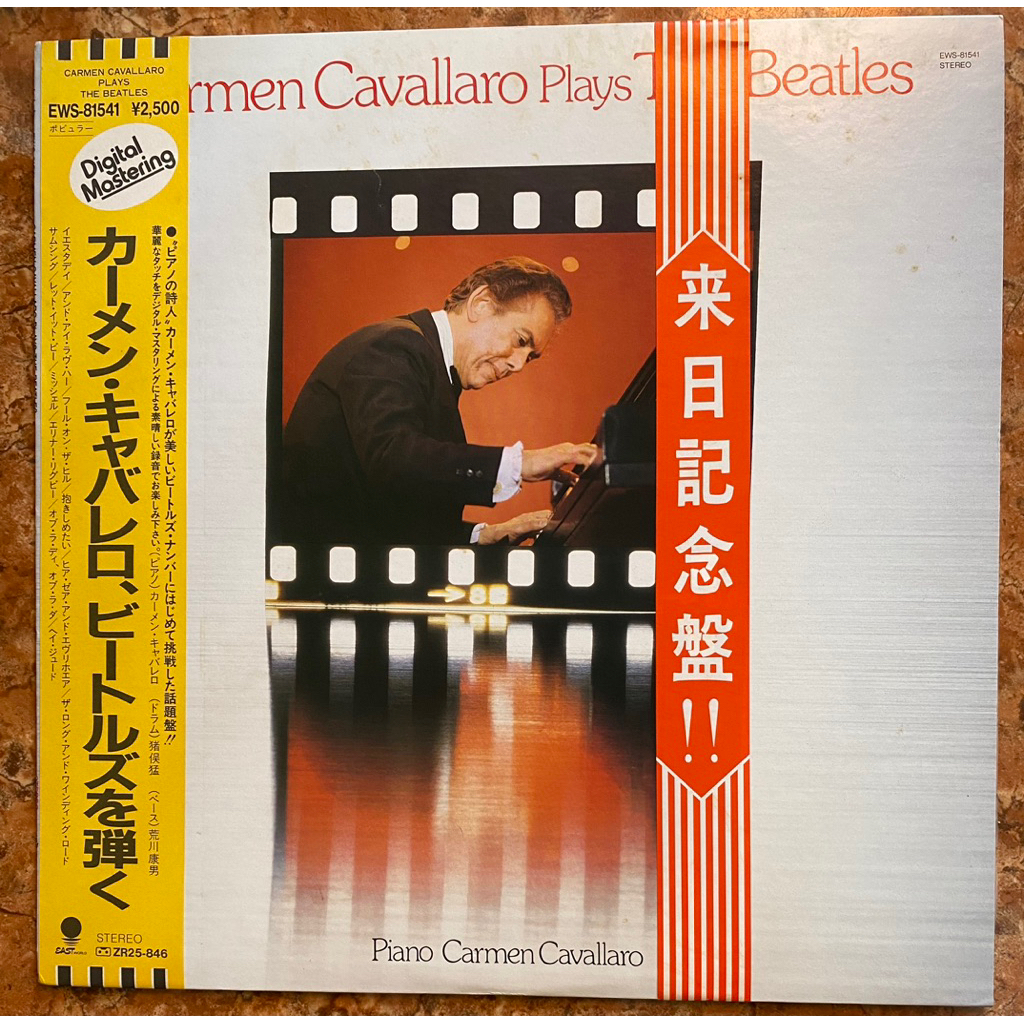 CARMEN CAVALLARO
PLAYS
THE BEATLES
EWS-81541 ¥2,500
ポピュラー
Digital
Mastering
●“ピアノの詩人”カーメン・キャバレロが美しいビートルズ・ナンバーにはじめて挑戦した話題盤!!
華麗なタッチをデジタル・マスタリングによる素晴しい録音でお楽しみ下さい。(ピアノ)カーメン・キャバレロ (ドラム)猪俣猛 (ベース)荒川康男
カーメン・キャバレロ、ビートルズを弾く
イエスタデイ/アンド・アイ・ラヴ・ハー/フール・オン・ザ・ヒル/抱きしめたい/ヒア・ゼア・アンド・エヴリホエア/ザ・ロング・アンド・ワインディング・ロード
サムシング/レット・イット・ビー/ミッシェル/エリナー・リグビー/オブ・ラ・ディ、オブ・ラ・ダ/ヘイ・ジュード
EAST WORLD
STEREO
ZR25-846
rmen Cavallaro Plays T Beatles
EWS-81541
STEREO
来日記念盤!!
Piano Carmen Cavallaro